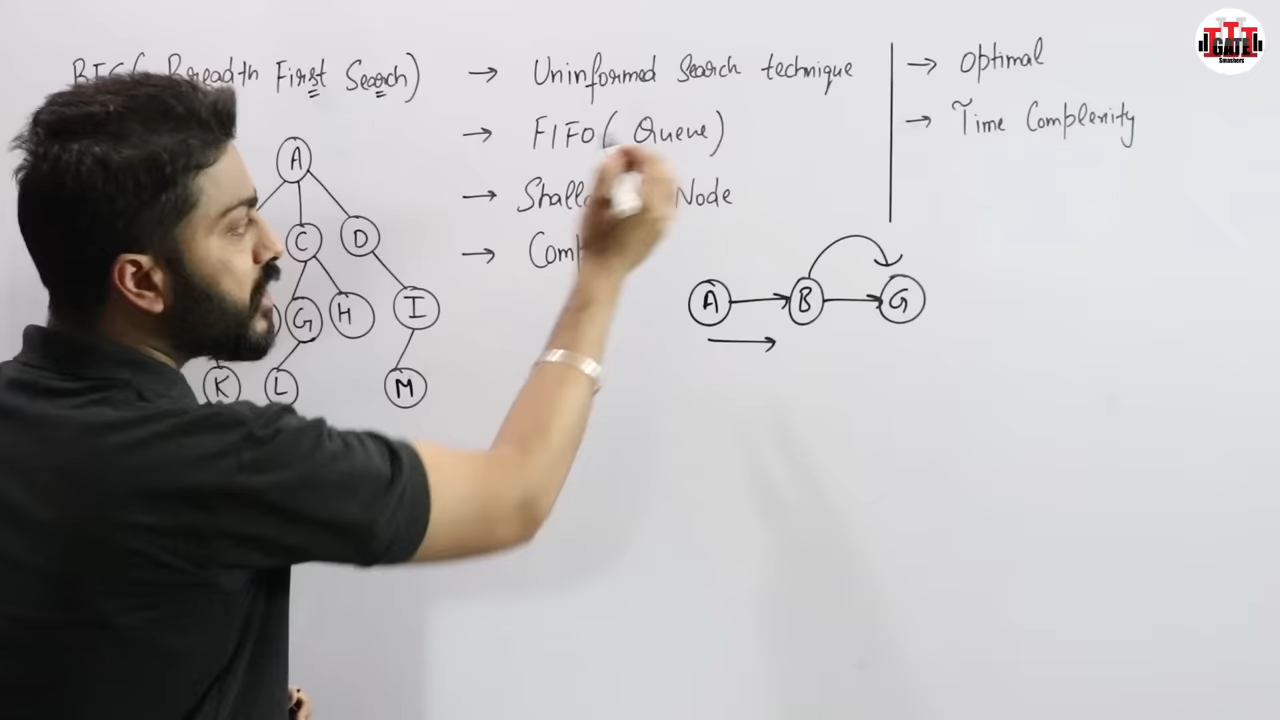 BFS( Breadth First Search)
→ Uninformed Search technique
→ FIFO( Queue)
→ Node
→ Optimal
→ Time Complexity
A
C D
G H I
K L M
A B G
GATE
Smashers